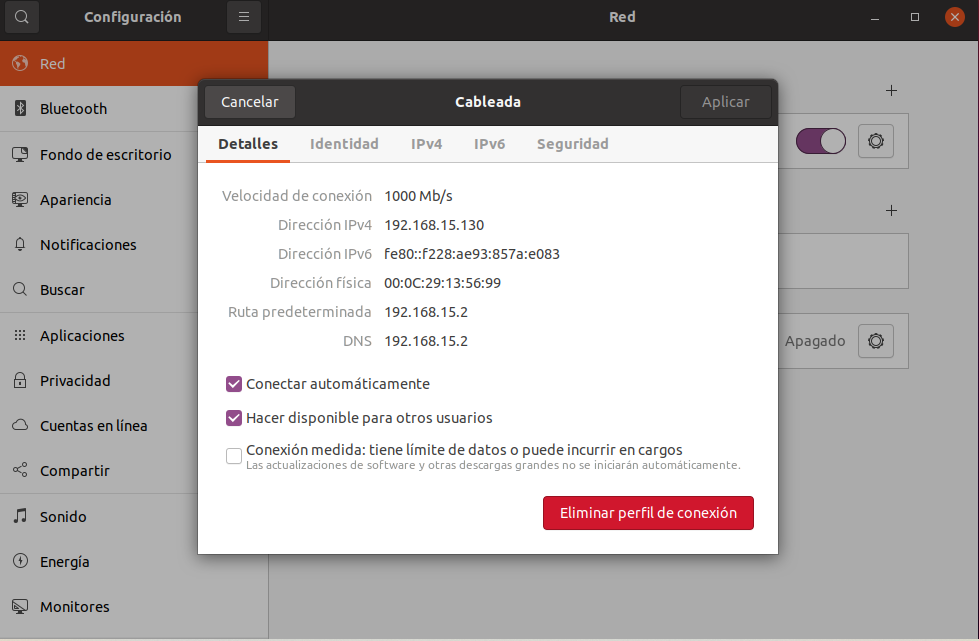 Configuración
Red
Red
Bluetooth
Fondo de escritorio
Apariencia
Notificaciones
Buscar
Aplicaciones
Privacidad
Cuentas en línea
Compartir
Sonido
Energía
Monitores
Apagado
Cancelar
Cableada
Aplicar
Detalles
Identidad
IPv4
IPv6
Seguridad
Velocidad de conexión 1000 Mb/s
Dirección IPv4 192.168.15.130
Dirección IPv6 fe80::f228:ae93:857a:e083
Dirección física 00:0C:29:13:56:99
Ruta predeterminada 192.168.15.2
DNS 192.168.15.2
Conectar automáticamente
Hacer disponible para otros usuarios
Conexión medida: tiene límite de datos o puede incurrir en cargos
Las actualizaciones de software y otras descargas grandes no se iniciarán automáticamente.
Eliminar perfil de conexión